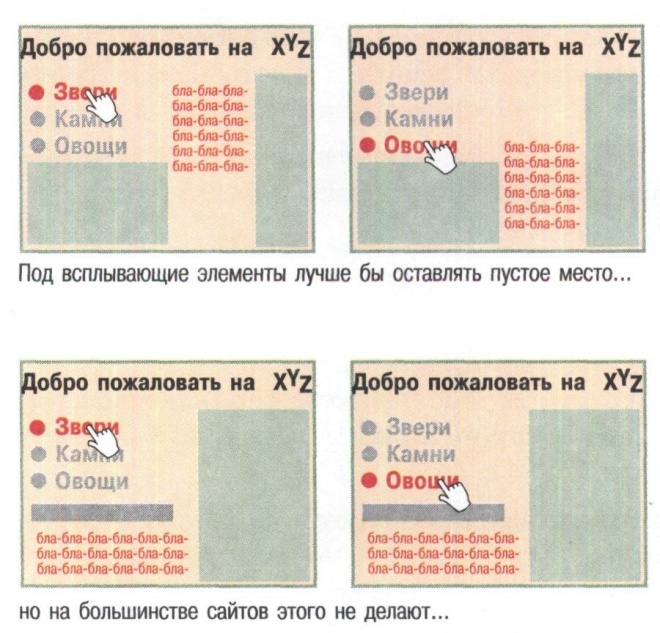 Добро пожаловать на XYZ
Звери
Камни
Овощи
бла-бла-бла-
бла-бла-бла-
бла-бла-бла-
бла-бла-бла-
бла-бла-бла-
бла-бла-бла-
Добро пожаловать на XYZ
Звери
Камни
Овощи
бла-бла-бла-
бла-бла-бла-
бла-бла-бла-
бла-бла-бла-
бла-бла-бла-
бла-бла-бла-
Под всплывающие элементы лучше бы оставлять пустое место...
Добро пожаловать на XYZ
Звери
Камни
Овощи
бла-бла-бла-бла-бла-бла-
бла-бла-бла-бла-бла-бла-
бла-бла-бла-бла-бла-бла-
Добро пожаловать на XYZ
Звери
Камни
Овощи
бла-бла-бла-бла-бла-бла-
бла-бла-бла-бла-бла-бла-
бла-бла-бла-бла-бла-бла-
но на большинстве сайтов этого не делают...